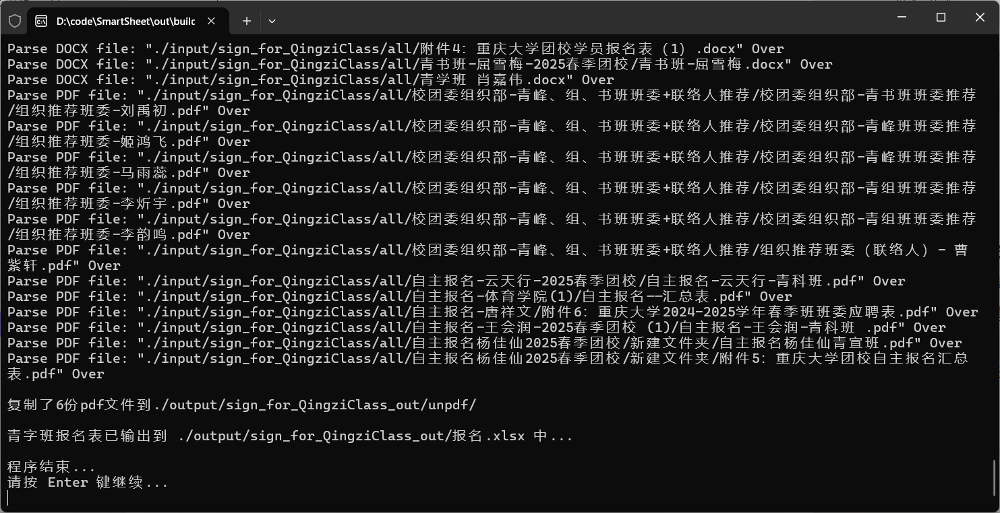 D:\code\SmartSheet\out\builc
Parse DOCX file: "./input/sign_for_QingziClass/all/附件4：重庆大学团校学员报名表（1）.docx" Over
Parse DOCX file: "./input/sign_for_QingziClass/all/青书班-屈雪梅-2025春季团校/青书班-屈雪梅.docx" Over
Parse DOCX file: "./input/sign_for_QingziClass/all/青学班 肖嘉伟.docx" Over
Parse PDF file: "./input/sign_for_QingziClass/all/校团委组织部-青峰、组、书班班委+联络人推荐/校团委组织部-青书班班委推荐
/组织推荐班委-刘禹初.pdf" Over
Parse PDF file: "./input/sign_for_QingziClass/all/校团委组织部-青峰、组、书班班委+联络人推荐/校团委组织部-青峰班班委推荐
/组织推荐班委-姬鸿飞.pdf" Over
Parse PDF file: "./input/sign_for_QingziClass/all/校团委组织部-青峰、组、书班班委+联络人推荐/校团委组织部-青峰班班委推荐
/组织推荐班委-马雨蕊.pdf" Over
Parse PDF file: "./input/sign_for_QingziClass/all/校团委组织部-青峰、组、书班班委+联络人推荐/校团委组织部-青组班班委推荐
/组织推荐班委-李炘宇.pdf" Over
Parse PDF file: "./input/sign_for_QingziClass/all/校团委组织部-青峰、组、书班班委+联络人推荐/校团委组织部-青组班班委推荐
/组织推荐班委-李韵鸣.pdf" Over
Parse PDF file: "./input/sign_for_QingziClass/all/校团委组织部-青峰、组、书班班委+联络人推荐/组织推荐班委（联络人）- 曹
紫轩.pdf" Over
Parse PDF file: "./input/sign_for_QingziClass/all/自主报名-云天行-2025春季团校/自主报名-云天行-青科班.pdf" Over
Parse PDF file: "./input/sign_for_QingziClass/all/自主报名-体育学院(1)/自主报名——汇总表.pdf" Over
Parse PDF file: "./input/sign_for_QingziClass/all/自主报名-唐祥文/附件6：重庆大学2024-2025学年春季班班委应聘表.pdf" Over
Parse PDF file: "./input/sign_for_QingziClass/all/自主报名-王会润-2025春季团校 (1)/自主报名-王会润-青科班 .pdf" Over
Parse PDF file: "./input/sign_for_QingziClass/all/自主报名杨佳仙2025春季团校/新建文件夹/自主报名杨佳仙青宣班.pdf" Over
Parse PDF file: "./input/sign_for_QingziClass/all/自主报名杨佳仙2025春季团校/新建文件夹/附件5：重庆大学团校自主报名汇总
表.pdf" Over
复制了6份pdf文件到./output/sign_for_QingziClass_out/unpdf/
青字班报名表已输出到 ./output/sign_for_QingziClass_out/报名.xlsx 中...
程序结束...
请按 Enter 键继续...